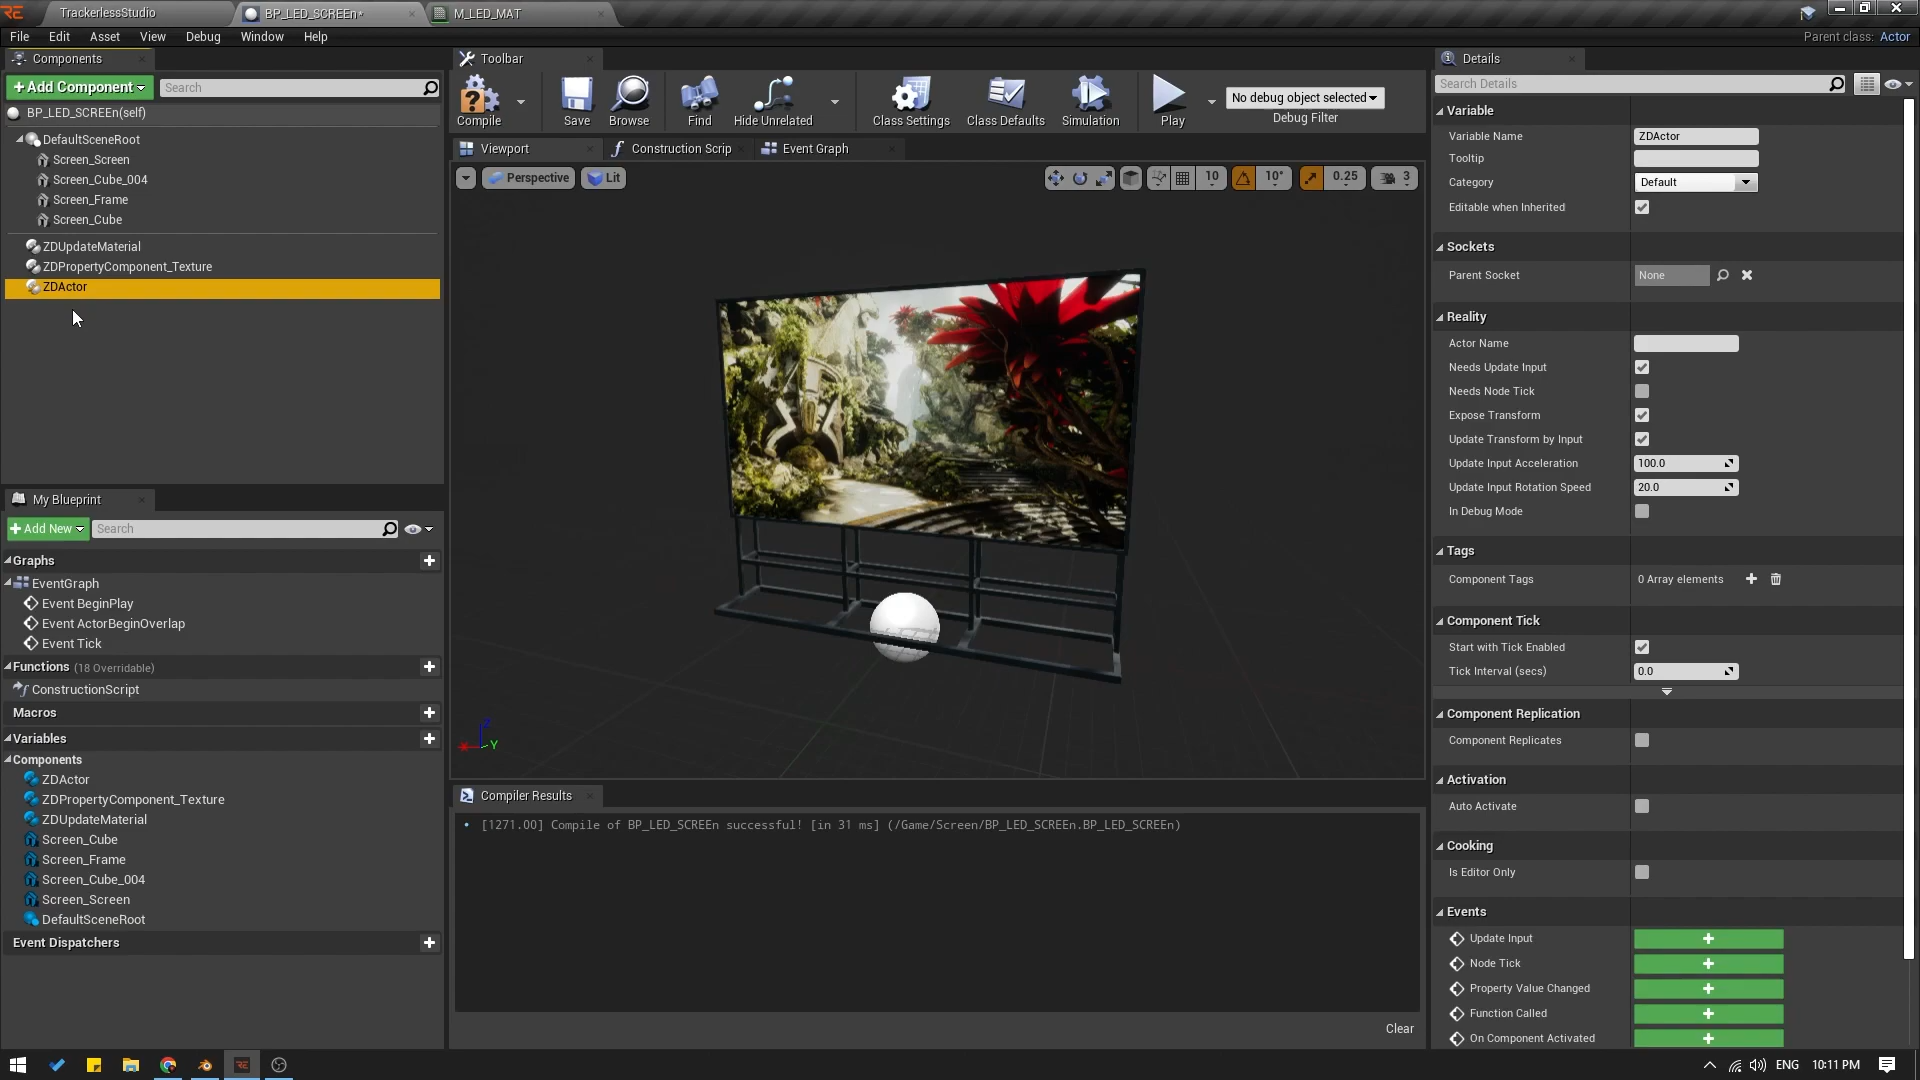 TrackerlessStudio
BP_LED_SCREEn*
M_LED_MAT
File Edit Asset View Debug Window Help
Parent class: Actor
Components
+ Add Component
Search
BP_LED_SCREEn(self)
DefaultSceneRoot
Screen_Screen
Screen_Cube_004
Screen_Frame
Screen_Cube
ZDUpdateMaterial
ZDPropertyComponent_Texture
ZDActor
My Blueprint
+ Add New
Search
Graphs
EventGraph
Event BeginPlay
Event ActorBeginOverlap
Event Tick
Functions (18 Overridable)
ConstructionScript
Macros
Variables
Components
ZDActor
ZDPropertyComponent_Texture
ZDUpdateMaterial
Screen_Cube
Screen_Frame
Screen_Cube_004
Screen_Screen
DefaultSceneRoot
Event Dispatchers
Toolbar
Compile
Save
Browse
Find
Hide Unrelated
Class Settings
Class Defaults
Simulation
Play
No debug object selected
Debug Filter
Viewport
Construction Scrip
Event Graph
Perspective
Lit
10
10°
0.25
3
Z
X
Y
Compiler Results
[1271.00] Compile of BP_LED_SCREEn successful! [in 31 ms] (/Game/Screen/BP_LED_SCREEn.BP_LED_SCREEn)
Clear
Details
Search Details
Variable
Variable Name ZDActor
Tooltip
Category Default
Editable when Inherited
Sockets
Parent Socket None
Reality
Actor Name
Needs Update Input
Needs Node Tick
Expose Transform
Update Transform by Input
Update Input Acceleration 100.0
Update Input Rotation Speed 20.0
In Debug Mode
Tags
Component Tags 0 Array elements
Component Tick
Start with Tick Enabled
Tick Interval (secs) 0.0
Component Replication
Component Replicates
Activation
Auto Activate
Cooking
Is Editor Only
Events
Update Input
Node Tick
Property Value Changed
Function Called
On Component Activated
ENG 10:11 PM